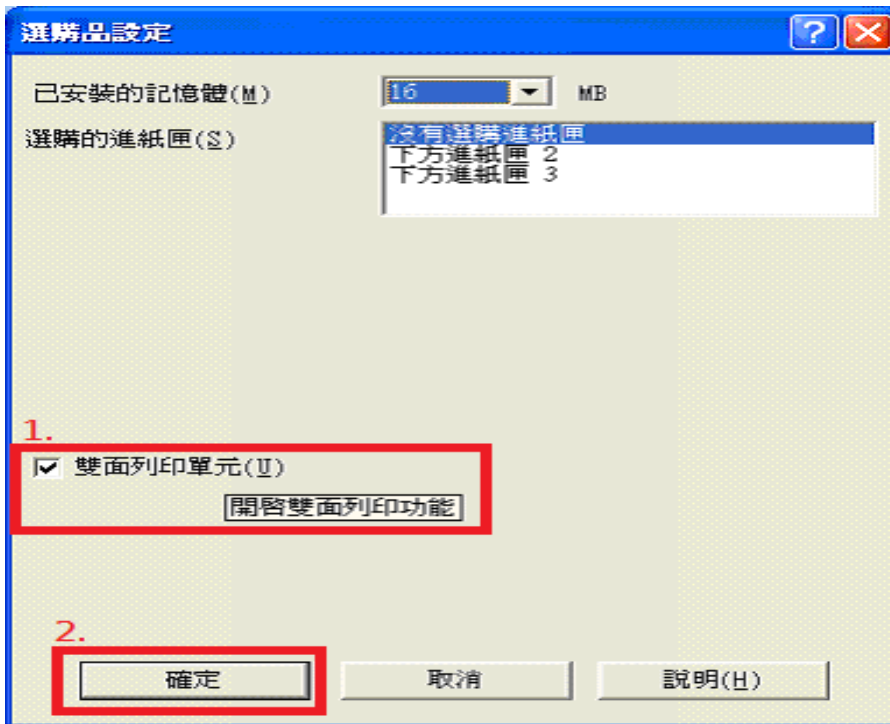 選購品設定
已安裝的記憶體(M) 16 MB
選購的進紙匣(S) 沒有選購進紙匣
下方進紙匣 2
下方進紙匣 3
1.
雙面列印單元(U)
開啓雙面列印功能
2.
確定 取消 說明(H)